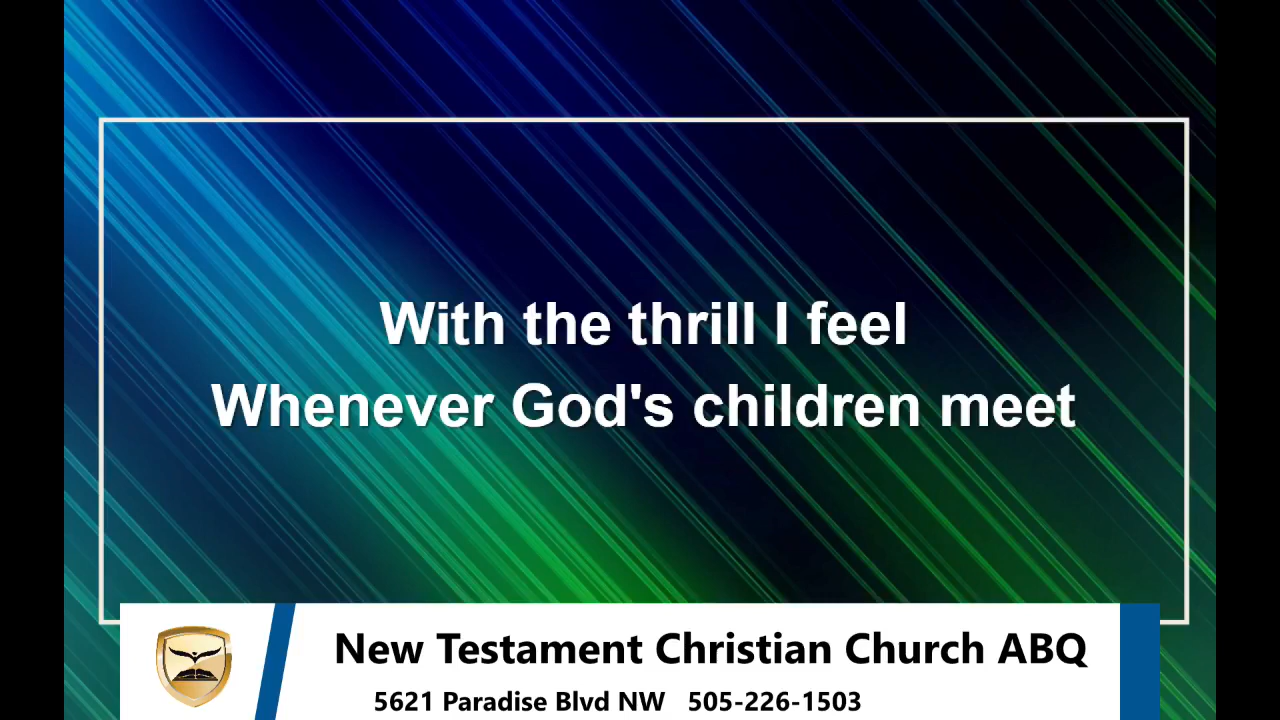 With the thrill I feel
Whenever God's children meet
New Testament Christian Church ABQ
5621 Paradise Blvd NW 505-226-1503